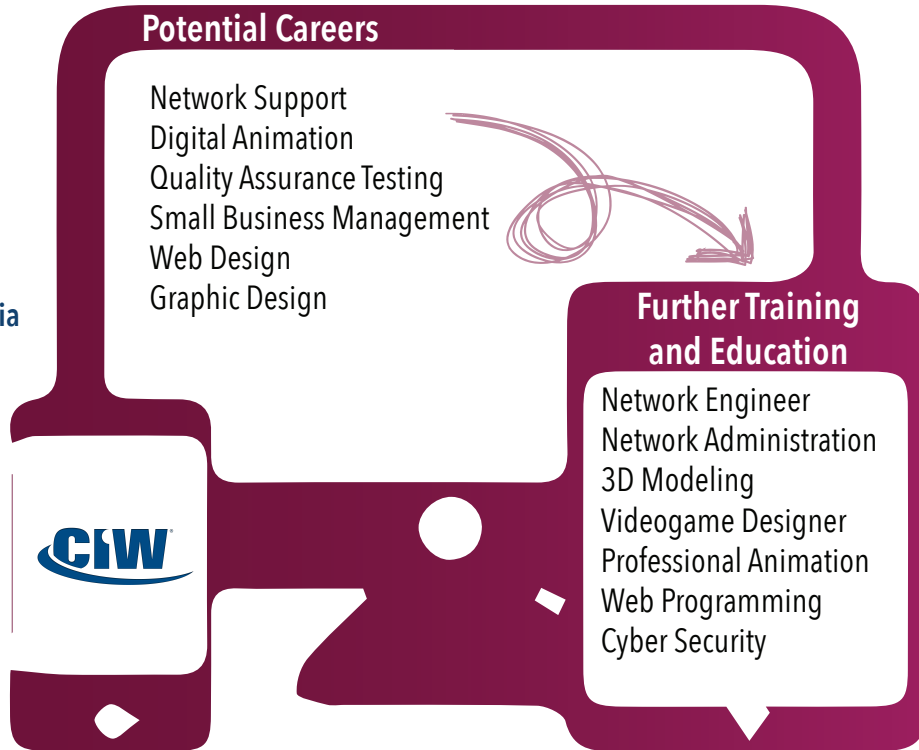 Potential Careers
Network Support
Digital Animation
Quality Assurance Testing
Small Business Management
Web Design
Graphic Design
ia
Further Training
and Education
Network Engineer
Network Administration
3D Modeling
Videogame Designer
Professional Animation
Web Programming
Cyber Security
CIW